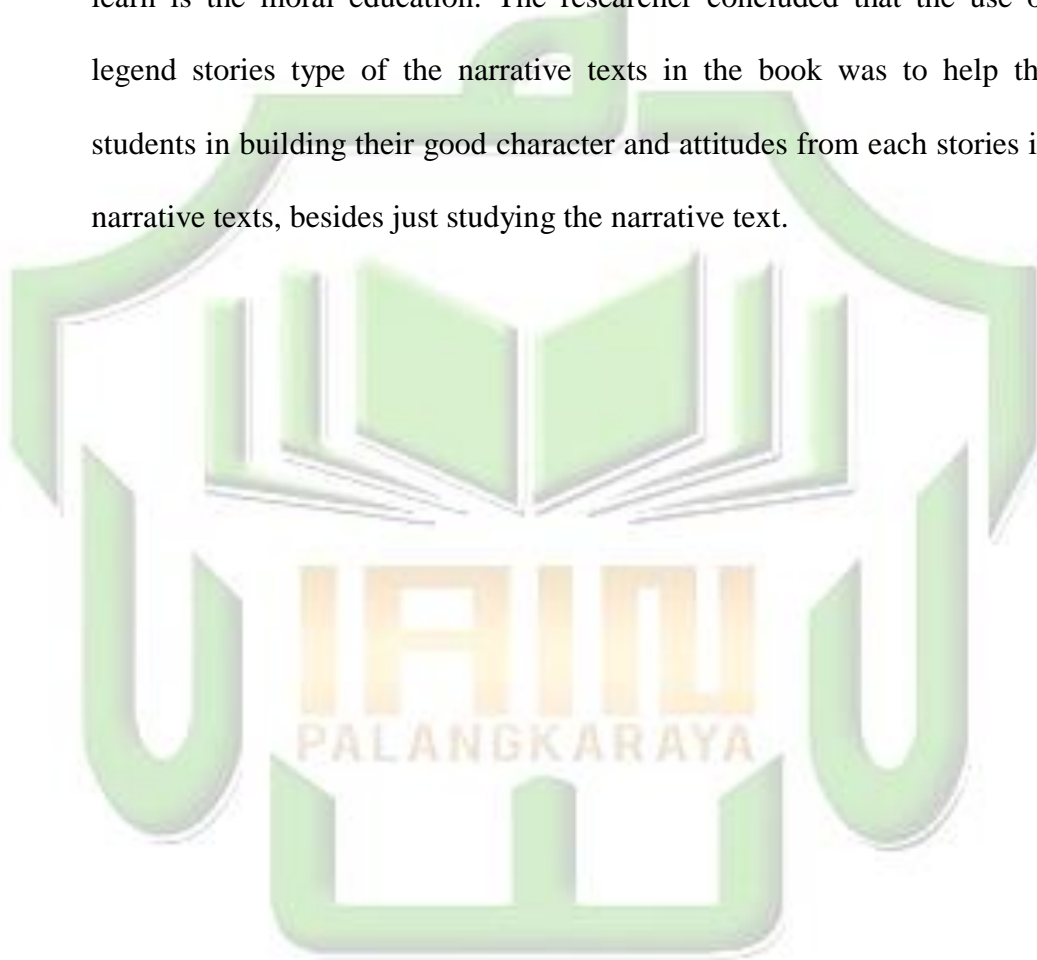 learn is the moral education. The researcher concluded that the use o
legend stories type of the narrative texts in the book was to help th
students in building their good character and attitudes from each stories i
narrative texts, besides just studying the narrative text.
IAIN
PALANGKARAYA